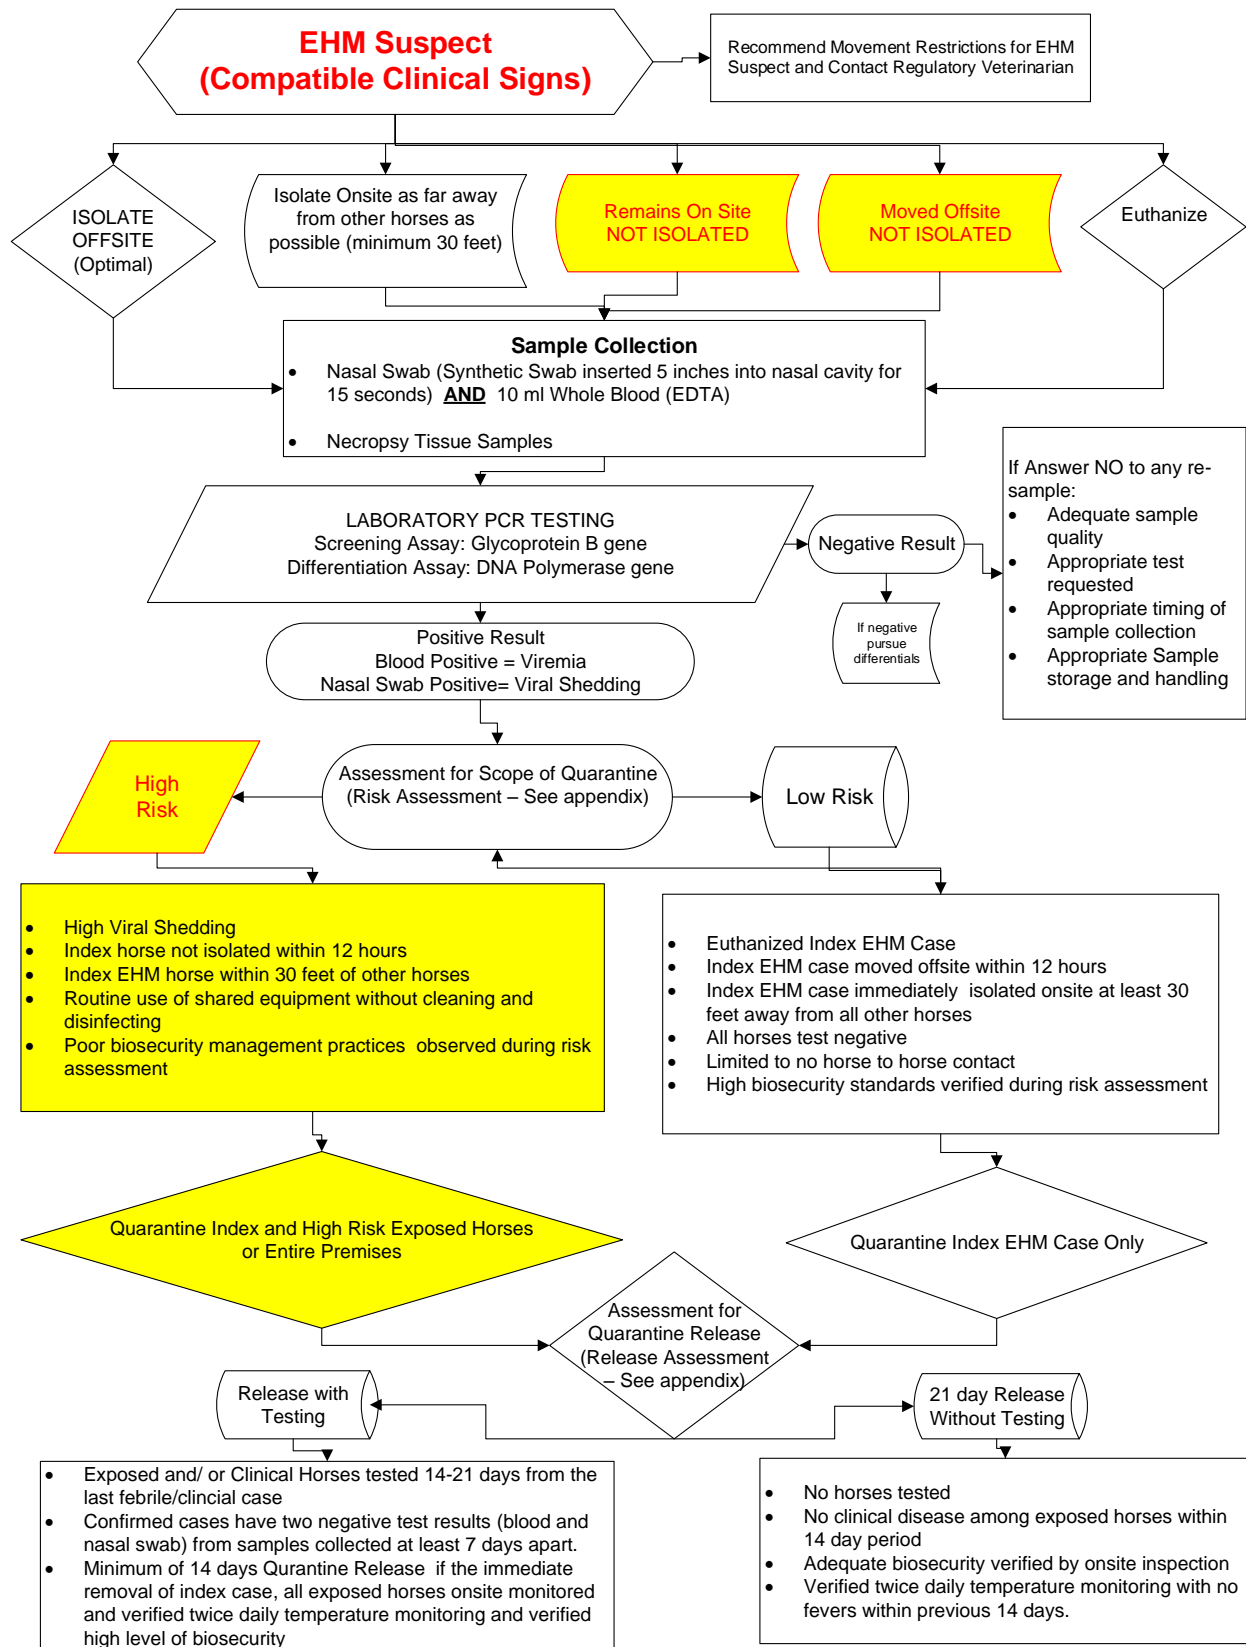 EHM Suspect
(Compatible Clinical Signs)
Recommend Movement Restrictions for EHM
Suspect and Contact Regulatory Veterinarian
ISOLATE
OFFSITE
(Optimal)
Isolate Onsite as far away
from other horses as
possible (minimum 30 feet)
Remains On Site
NOT ISOLATED
Moved Offsite
NOT ISOLATED
Euthanize
Sample Collection
• Nasal Swab (Synthetic Swab inserted 5 inches into nasal cavity for
15 seconds) AND 10 ml Whole Blood (EDTA)
• Necropsy Tissue Samples
LABORATORY PCR TESTING
Screening Assay: Glycoprotein B gene
Differentiation Assay: DNA Polymerase gene
Negative Result
If Answer NO to any re-
sample:
• Adequate sample
quality
• Appropriate test
requested
• Appropriate timing of
sample collection
• Appropriate Sample
storage and handling
If negative
pursue
differentials
Positive Result
Blood Positive = Viremia
Nasal Swab Positive= Viral Shedding
High
Risk
Assessment for Scope of Quarantine
(Risk Assessment – See appendix)
Low Risk
• High Viral Shedding
• Index horse not isolated within 12 hours
• Index EHM horse within 30 feet of other horses
• Routine use of shared equipment without cleaning and
disinfecting
• Poor biosecurity management practices observed during risk
assessment
• Euthanized Index EHM Case
• Index EHM case moved offsite within 12 hours
• Index EHM case immediately isolated onsite at least 30
feet away from all other horses
• All horses test negative
• Limited to no horse to horse contact
• High biosecurity standards verified during risk assessment
Quarantine Index and High Risk Exposed Horses
or Entire Premises
Quarantine Index EHM Case Only
Assessment for
Quarantine Release
(Release Assessment
– See appendix)
Release with
Testing
21 day Release
Without Testing
• Exposed and/ or Clinical Horses tested 14-21 days from the
last febrile/clincial case
• Confirmed cases have two negative test results (blood and
nasal swab) from samples collected at least 7 days apart.
• Minimum of 14 days Qurantine Release if the immediate
removal of index case, all exposed horses onsite monitored
and verified twice daily temperature monitoring and verified
high level of biosecurity
• No horses tested
• No clinical disease among exposed horses within
14 day period
• Adequate biosecurity verified by onsite inspection
• Verified twice daily temperature monitoring with no
fevers within previous 14 days.